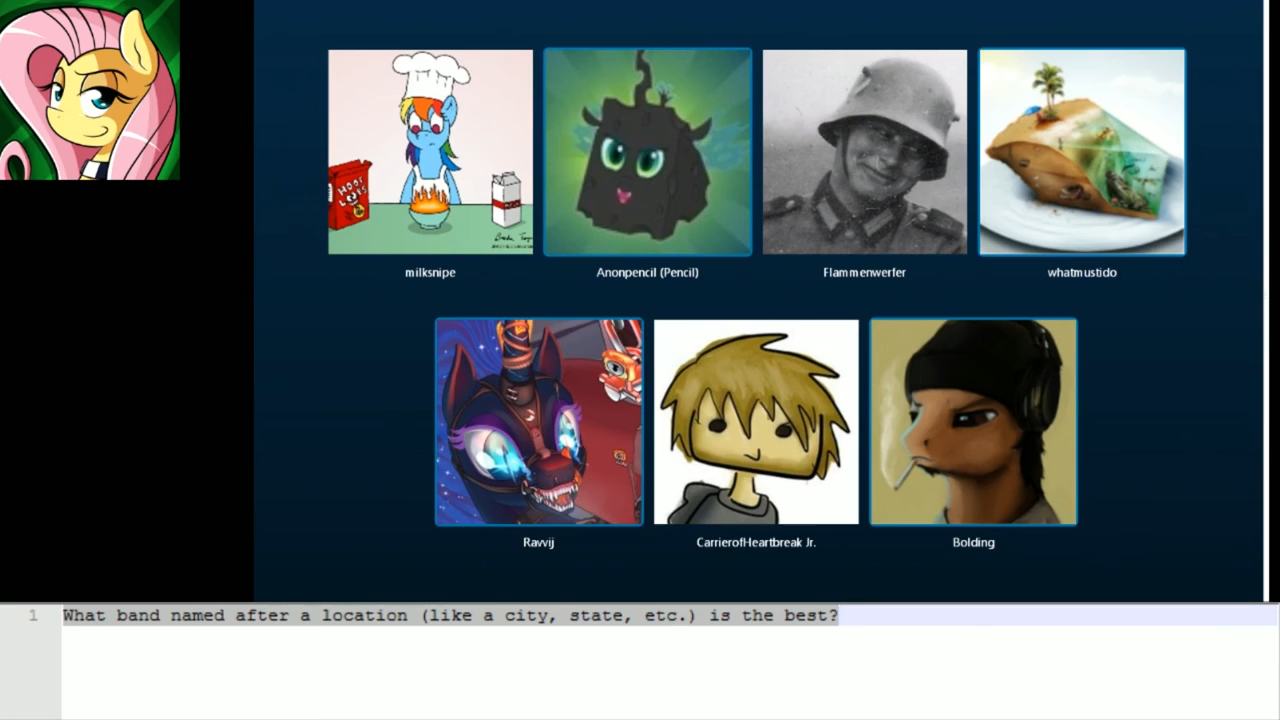 HOOT
milksnipe
Anonpencil (Pencil)
Flammenwerfer
whatmustido
Ravvij
CarrierofHeartbreak Jr.
Bolding
1 What band named after a location (like a city, state, etc.) is the best?